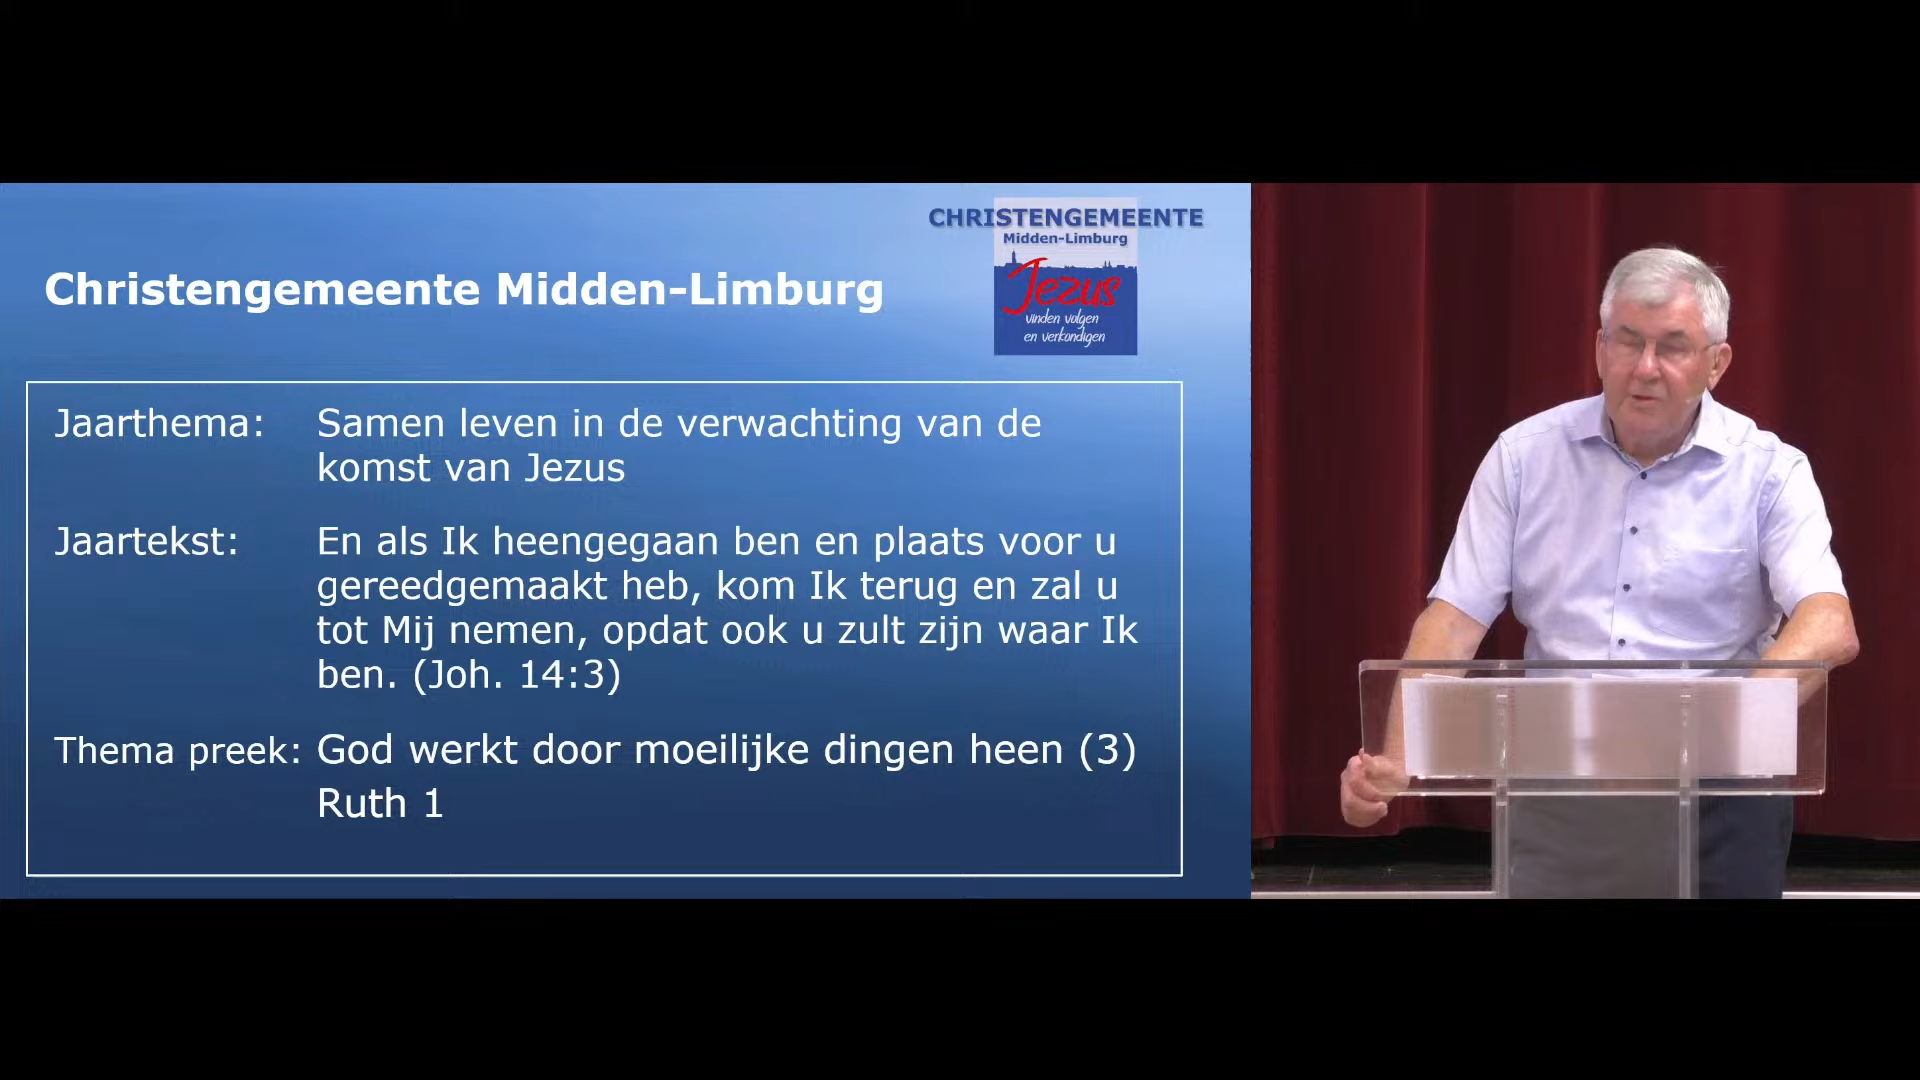 CHRISTENGEMEENTE
Midden-Limburg
Jezus
vinden volgen
en verkondigen
Christengemeente Midden-Limburg
Jaarthema: Samen leven in de verwachting van de
komst van Jezus
Jaartekst: En als Ik heengegaan ben en plaats voor u
gereedgemaakt heb, kom Ik terug en zal u
tot Mij nemen, opdat ook u zult zijn waar Ik
ben. (Joh. 14:3)
Thema preek: God werkt door moeilijke dingen heen (3)
Ruth 1